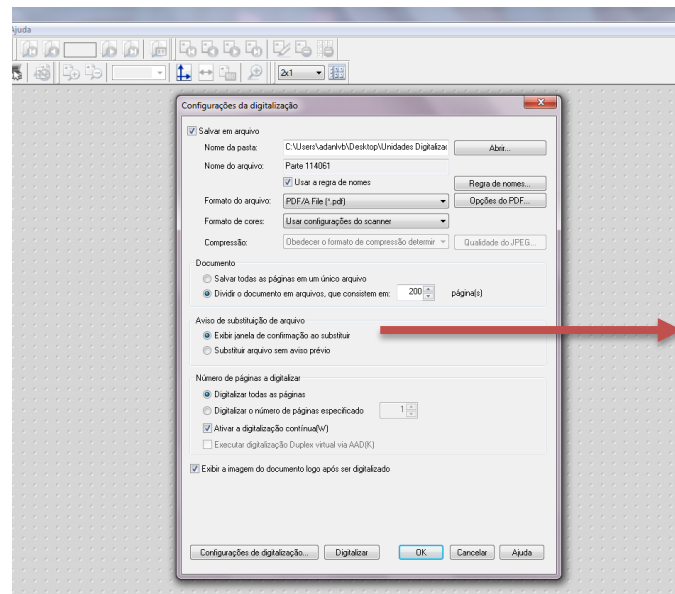 Ajuda
2x1
Configurações da digitalização
Salvar em arquivo
Nome da pasta: C:\Users\adanlvb\Desktop\Unidades Digitalizac Abrir...
Nome do arquivo: Parte 114061
Usar a regra de nomes Regra de nomes...
Formato do arquivo: PDF/A File (*.pdf) Opções do PDF...
Formato de cores: Usar configurações do scanner
Compressão: Obedecer o formato de compressão determir Qualidade do JPEG...
Documento
Salvar todas as páginas em um único arquivo
Dividir o documento em arquivos, que consistem em: 200 página(s)
Aviso de substituição de arquivo
Exibir janela de confirmação ao substituir
Substituir arquivo sem aviso prévio
Número de páginas a digitalizar
Digitalizar todas as páginas
Digitalizar o número de páginas especificado 1
Ativar a digitalização contínua(W)
Executar digitalização Duplex virtual via AAD(K)
Exibir a imagem do documento logo após ser digitalizado
Configurações de digitalização... Digitalizar OK Cancelar Ajuda